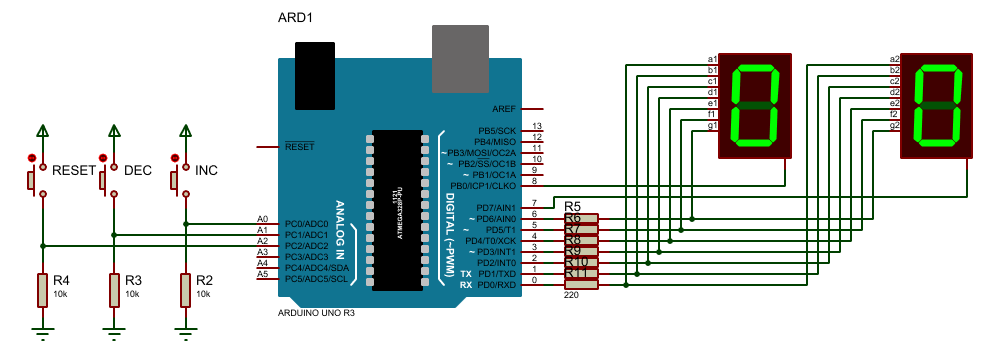 ARD1
RESET
DEC
INC
R4
10k
R3
10k
R2
10k
A0
A1
A2
A3
A4
A5
RESET
PC0/ADC0
PC1/ADC1
PC2/ADC2
PC3/ADC3
PC4/ADC4/SDA
PC5/ADC5/SCL
ANALOG IN
1121
ATMEGA328P-PU
ARDUINO UNO R3
AREF
PB5/SCK 13
PB4/MISO 12
~PB3/MOSI/OC2A 11
~ PB2/SS/OC1B 10
~ PB1/OC1A 9
PB0/ICP1/CLKO 8
DIGITAL (~PWM)
PD7/AIN1 7
~ PD6/AIN0 6
~ PD5/T1 5
PD4/T0/XCK 4
~ PD3/INT1 3
PD2/INT0 2
TX PD1/TXD 1
RX PD0/RXD 0
R5
R6
R7
R8
R9
R10
R11
220
a1
b1
c1
d1
e1
f1
g1
a2
b2
c2
d2
e2
f2
g2
0
0